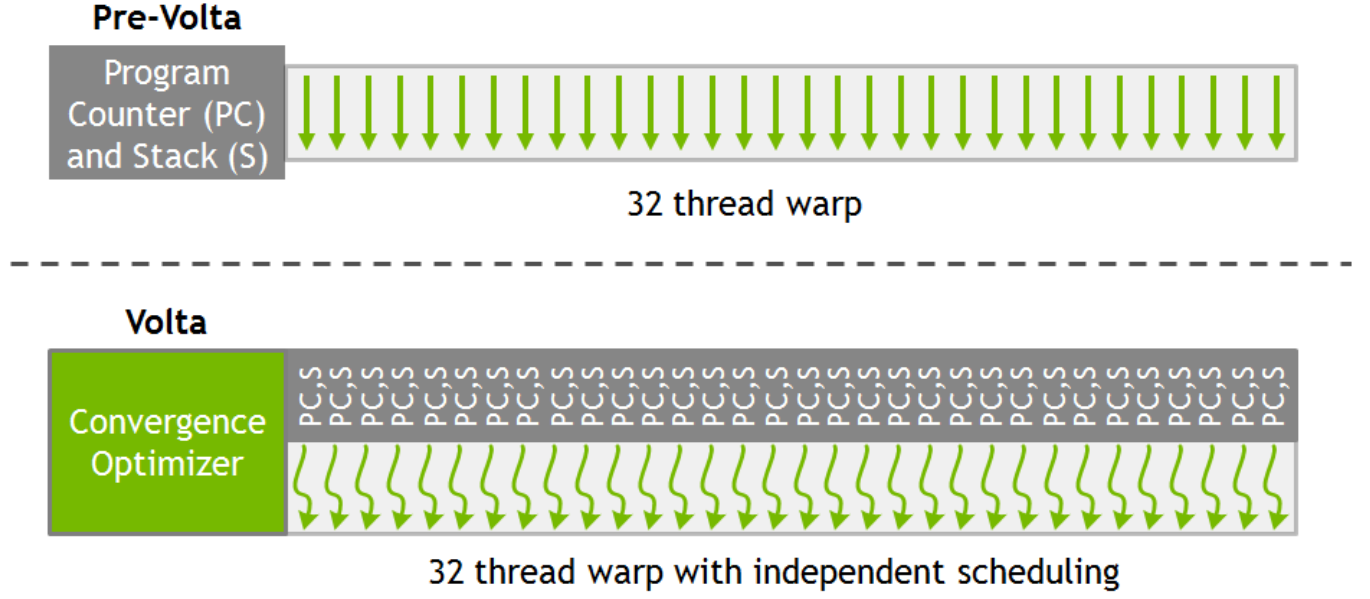 Pre-Volta
Program
Counter (PC)
and Stack (S)
32 thread warp
Volta
Convergence
Optimizer
PC,S PC,S PC,S PC,S PC,S PC,S PC,S PC,S PC,S PC,S PC,S PC,S PC,S PC,S PC,S PC,S PC,S PC,S PC,S PC,S PC,S PC,S PC,S PC,S PC,S PC,S PC,S PC,S PC,S PC,S PC,S PC,S
32 thread warp with independent scheduling